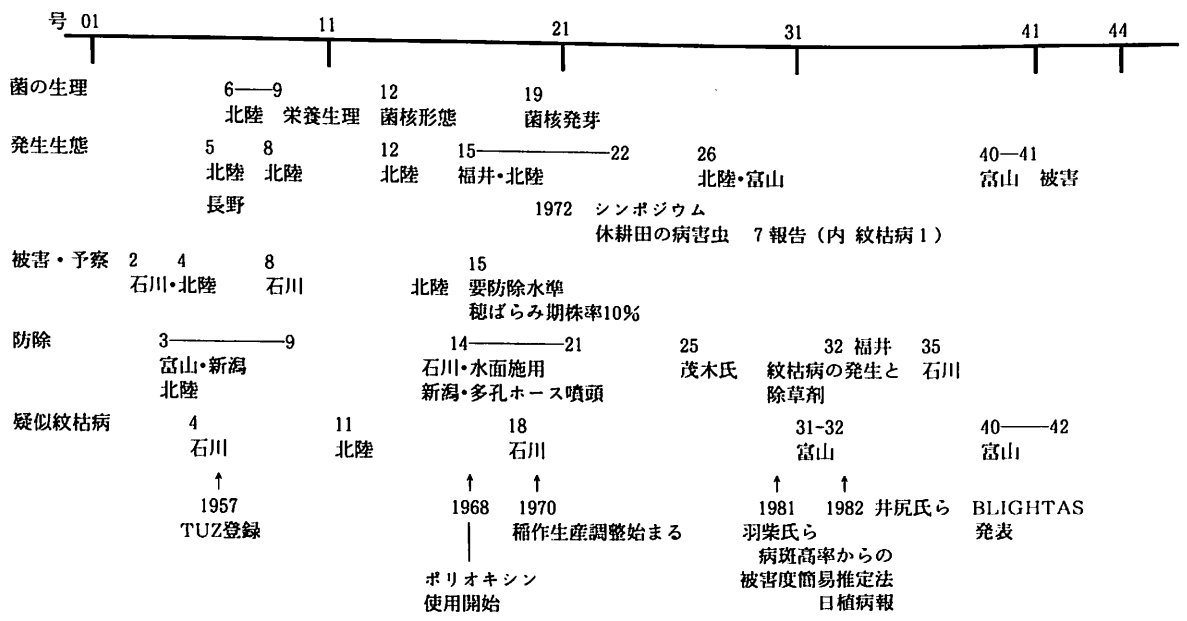 号 01 11 21 31 41 44
菌の生理 6――9 12 19
北陸 栄養生理 菌核形態 菌核発芽
発生生態 5 8 12 15――22 26 40―41
北陸 北陸 北陸 福井・北陸 北陸・富山 富山 被害
長野
1972 シンポジウム
休耕田の病害虫 7報告(内 紋枯病1)
被害・予察 2 4 8 15
石川・北陸 石川 北陸 要防除水準
穂ばらみ期株率10%
防除 3――9 14――21 25 32 福井 35
富山・新潟 石川・水面施用 茂木氏 紋枯病の発生と 石川
北陸 新潟・多孔ホース噴頭 除草剤
疑似紋枯病 4 11 18 31-32 40――42
石川 北陸 石川 富山 富山
↑ ↑ ↑ ↑ ↑
1957 1968 1970 1981 1982 井尻氏ら BLIGHTAS
TUZ登録 稲作生産調整始まる 羽柴氏ら 発表
病斑高率からの
ポリオキシン 被害度簡易推定法
使用開始 日植病報